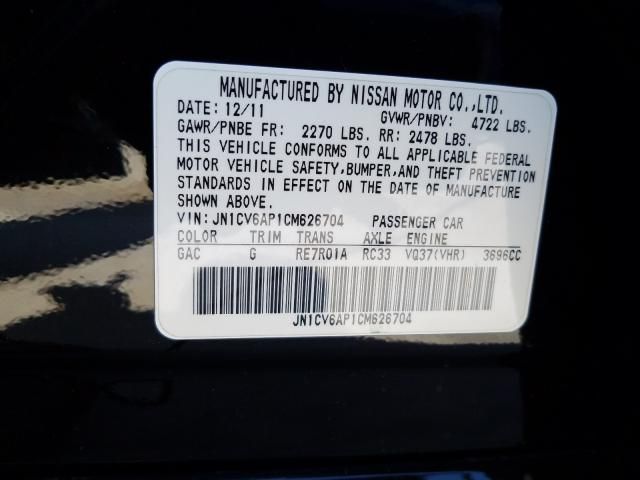 MANUFACTURED BY NISSAN MOTOR CO.,LTD.
DATE: 12/11 GVWR/PNBV: 4722 LBS.
GAWR/PNBE FR: 2270 LBS. RR: 2478 LBS.
THIS VEHICLE CONFORMS TO ALL APPLICABLE FEDERAL
MOTOR VEHICLE SAFETY,BUMPER,AND THEFT PREVENTION
STANDARDS IN EFFECT ON THE DATE OF MANUFACTURE
SHOWN ABOVE.
VIN:JN1CV6AP1CM626704 PASSENGER CAR
COLOR TRIM TRANS AXLE ENGINE
GAC G RE7R01A RC33 VQ37(VHR) 3696CC
JN1CV6AP1CM626704